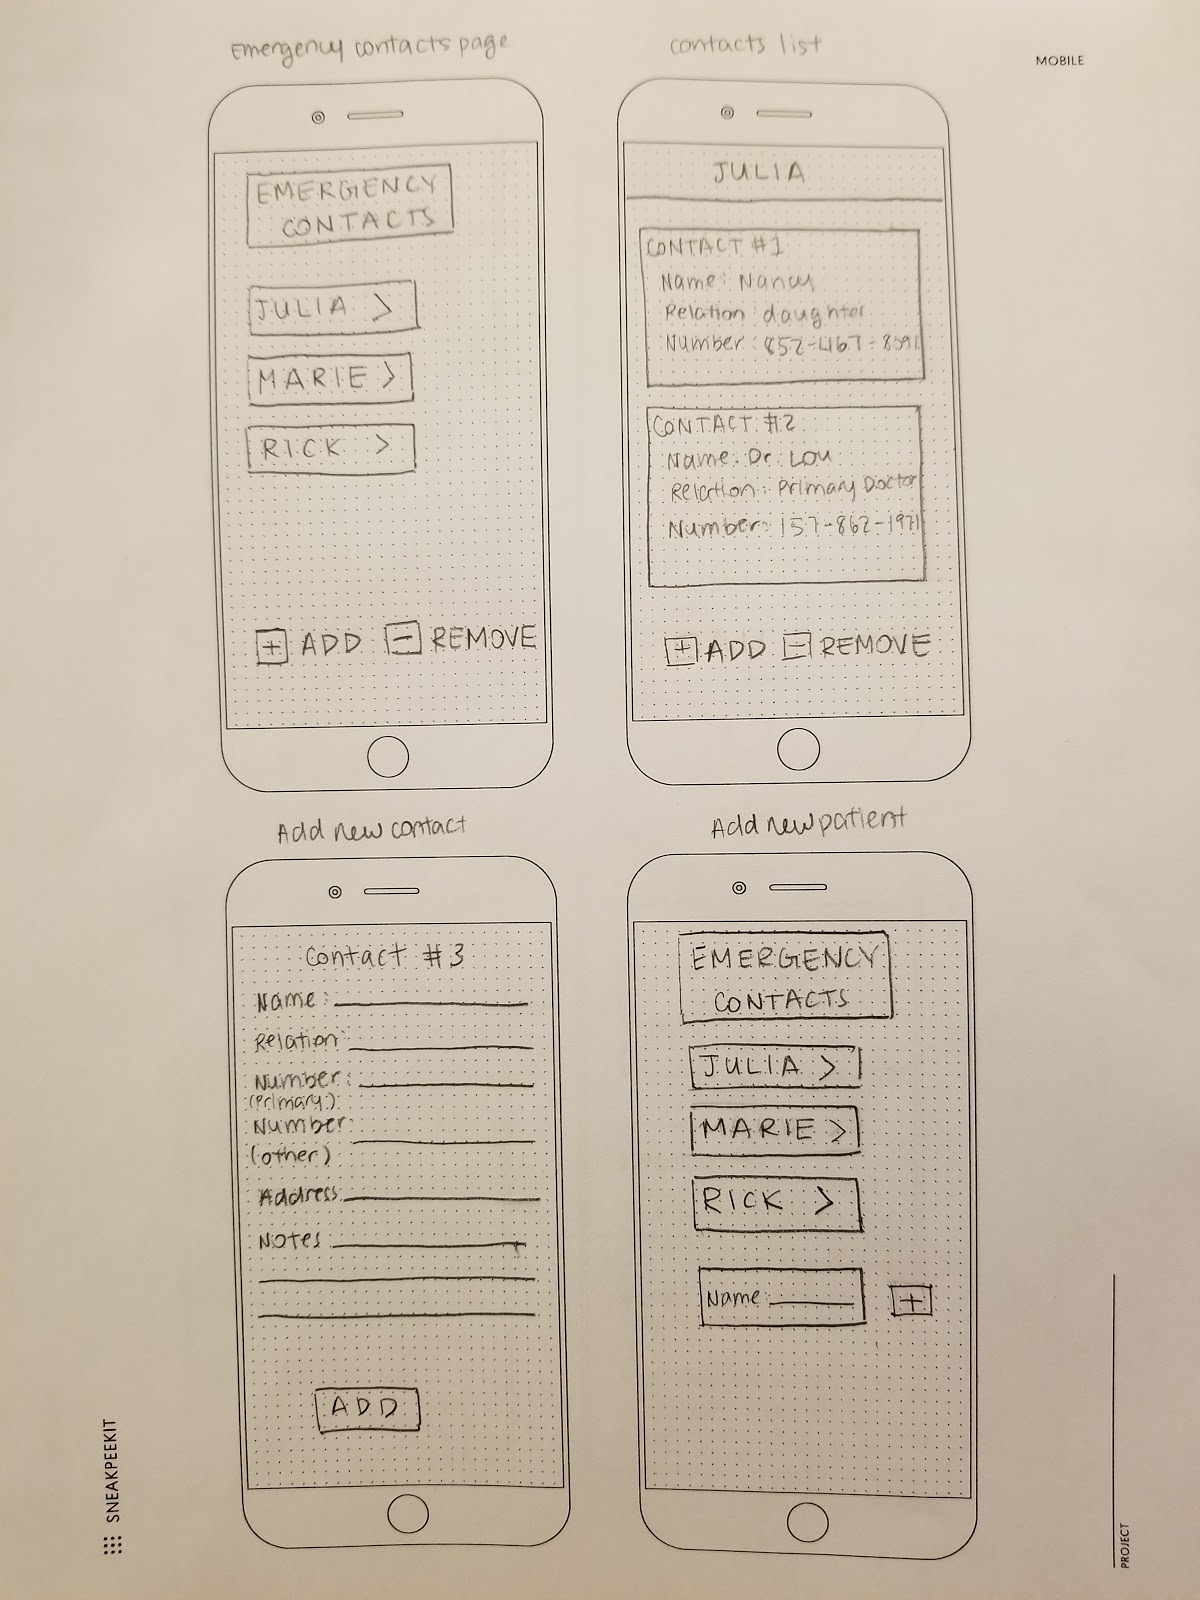 Emergency contacts page
EMERGENCY
CONTACTS
JULIA >
MARIE >
RICK >
+ ADD - REMOVE
contacts list
MOBILE
JULIA
CONTACT #1
Name: Nancy
Relation: daughter
Number: 852-467-8591
CONTACT #2
Name: Dr. Lou
Relation: Primary Doctor
Number: 157-862-1971
+ ADD - REMOVE
Add new contact
Contact #3
Name:
Relation:
Number:
(Primary)
Number:
(other)
Address:
Notes:
ADD
Add new patient
EMERGENCY
CONTACTS
JULIA >
MARIE >
RICK >
Name: +
SNEAKPEEKIT
PROJECT